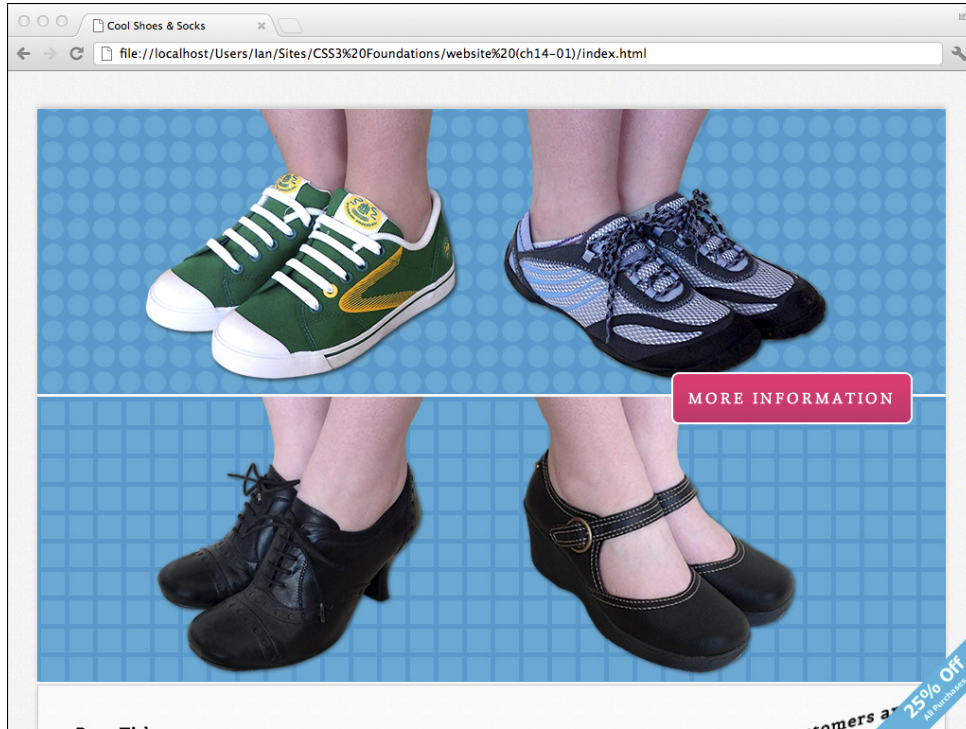 Cool Shoes & Socks
file://localhost/Users/Ian/Sites/CSS3%20Foundations/website%20(ch14-01)/index.html
MORE INFORMATION
25% Off
All Purchases